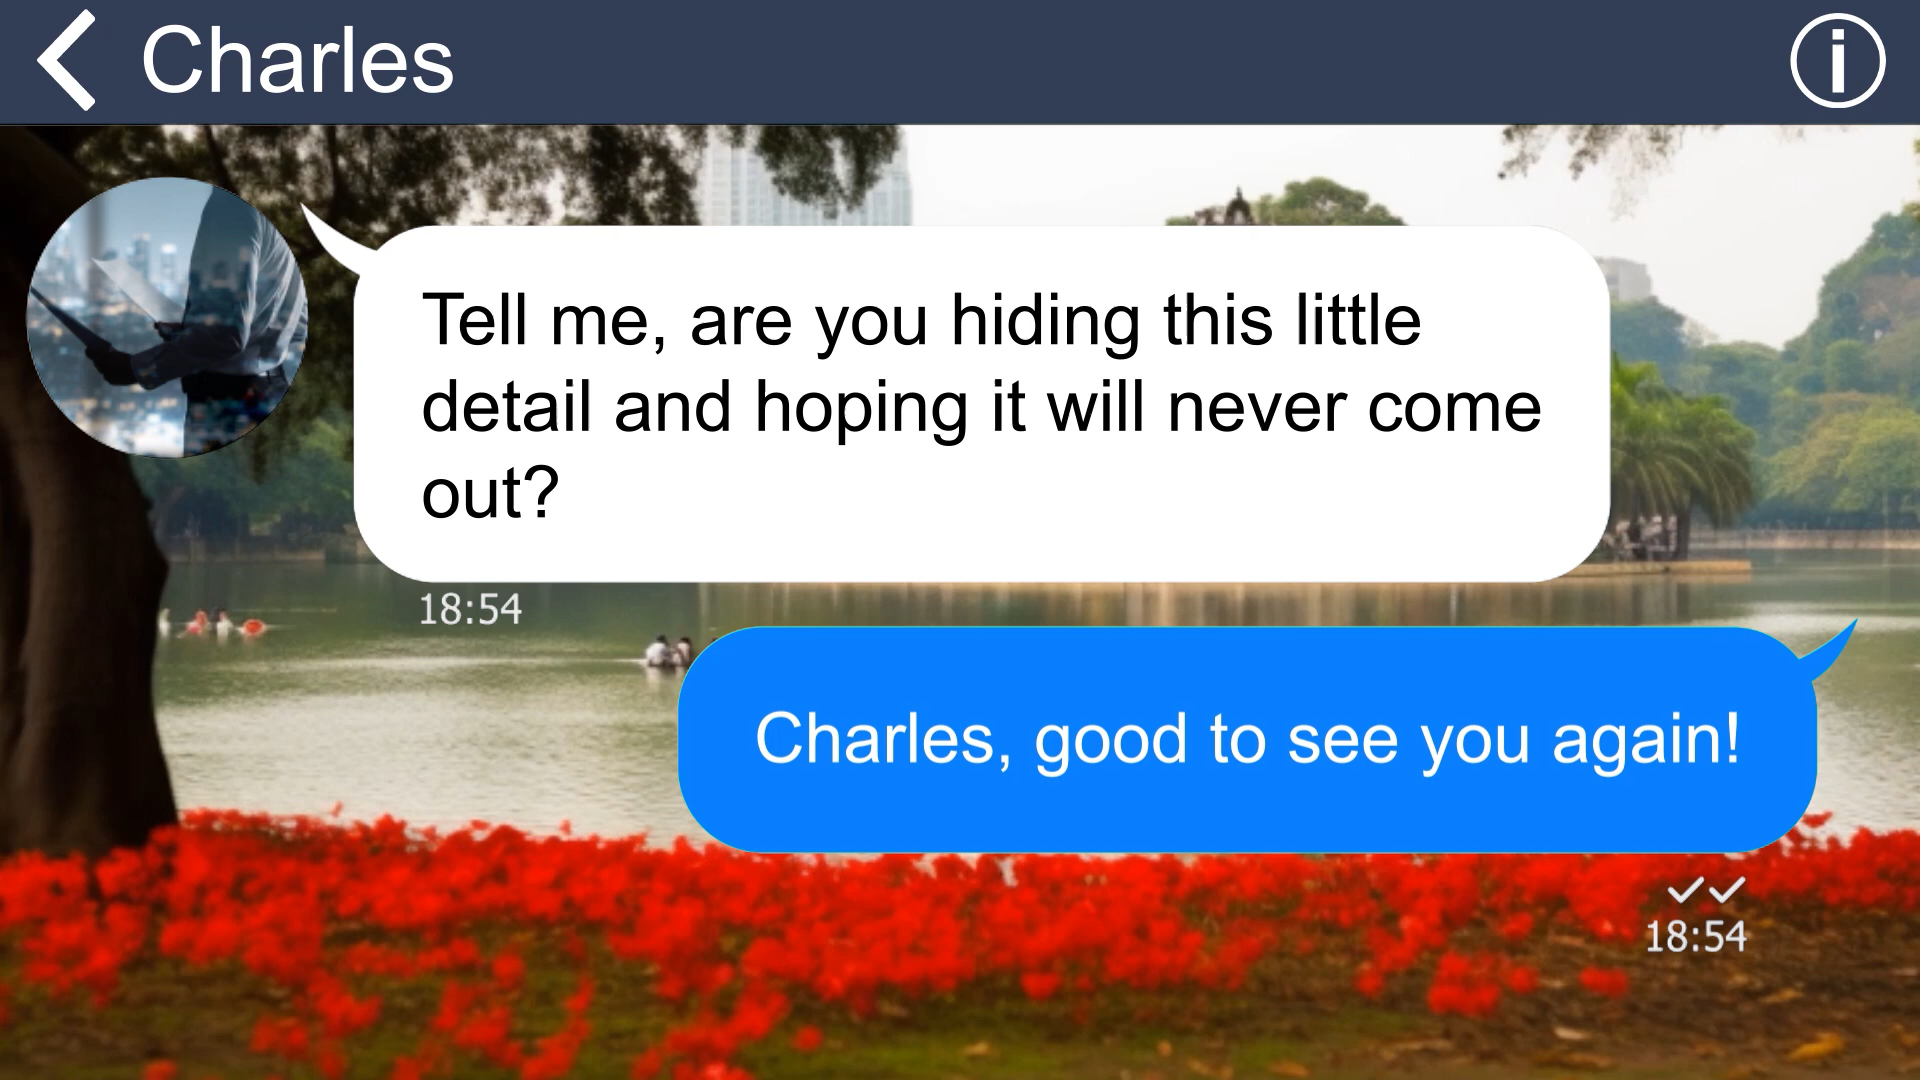 Charles
Tell me, are you hiding this little
detail and hoping it will never come
out?
18:54
Charles, good to see you again!
18:54